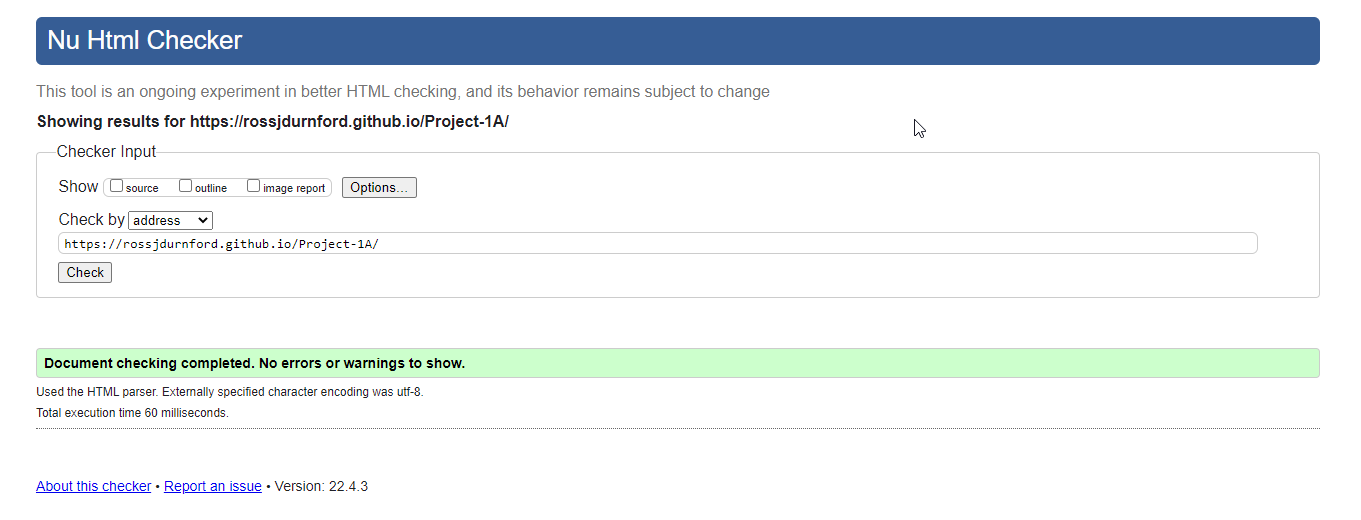 Nu Html Checker
This tool is an ongoing experiment in better HTML checking, and its behavior remains subject to change
Showing results for https://rossjdurnford.github.io/Project-1A/
Checker Input
Show source outline image report Options...
Check by address
https://rossjdurnford.github.io/Project-1A/
Check
Document checking completed. No errors or warnings to show.
Used the HTML parser. Externally specified character encoding was utf-8.
Total execution time 60 milliseconds.
About this checker • Report an issue • Version: 22.4.3